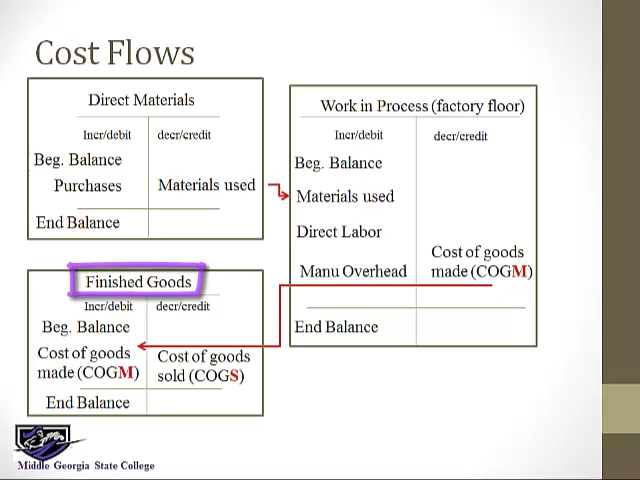 Cost Flows
Direct Materials
Incr/debit decr/credit
Beg. Balance
Purchases Materials used
End Balance
Work in Process (factory floor)
Incr/debit decr/credit
Beg. Balance
Materials used
Direct Labor
Cost of goods
Manu Overhead made (COGM)
End Balance
Finished Goods
Incr/debit decr/credit
Beg. Balance
Cost of goods Cost of goods
made (COGM) sold (COGS)
End Balance
Middle Georgia State College